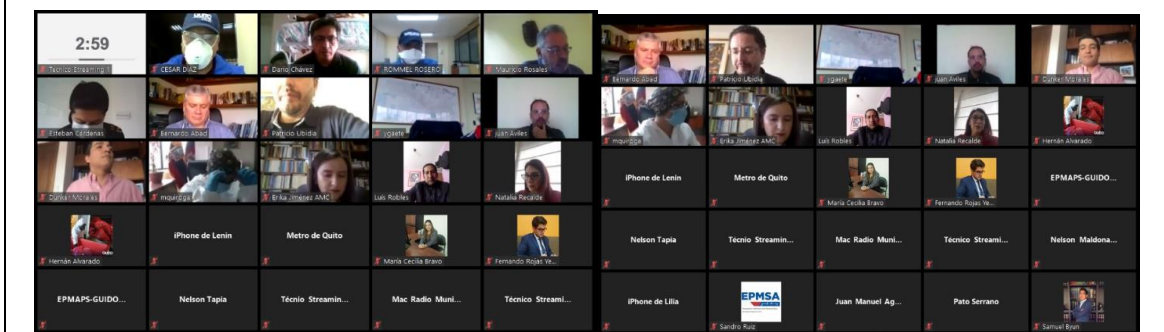 2:59
Técnico Streaming 1
CESAR DIAZ
Dario Chávez
ROMMEL ROSERO
Mauricio Rosales
Esteban Cárdenas
Bernardo Abad
Patricio Ubidia
ygaete
Juan Aviles
Dunker Morales
mquiroga
Erika Jiménez AMC
Luis Robles
Natalia Recalde
Hernán Alvarado
iPhone de Lenin
Metro de Quito
María Cecilia Bravo
Fernando Rojas Ye...
EPMAPS-GUIDO...
Nelson Tapia
Técnio Streamin...
Mac Radio Muni...
Técnico Streami...
Bernardo Abad
Patricio Ubidia
ygaete
Juan Aviles
Dunker Morales
mquiroga
Erika Jiménez AMC
Luis Robles
Natalia Recalde
Hernán Alvarado
iPhone de Lenin
Metro de Quito
María Cecilia Bravo
Fernando Rojas Ye...
EPMAPS-GUIDO...
Nelson Tapia
Técnio Streamin...
Mac Radio Muni...
Técnico Streami...
Nelson Maldona...
iPhone de Lilia
EPMSA
Sandro Ruiz
Juan Manuel Ag...
Pato Serrano
Samuel Byun